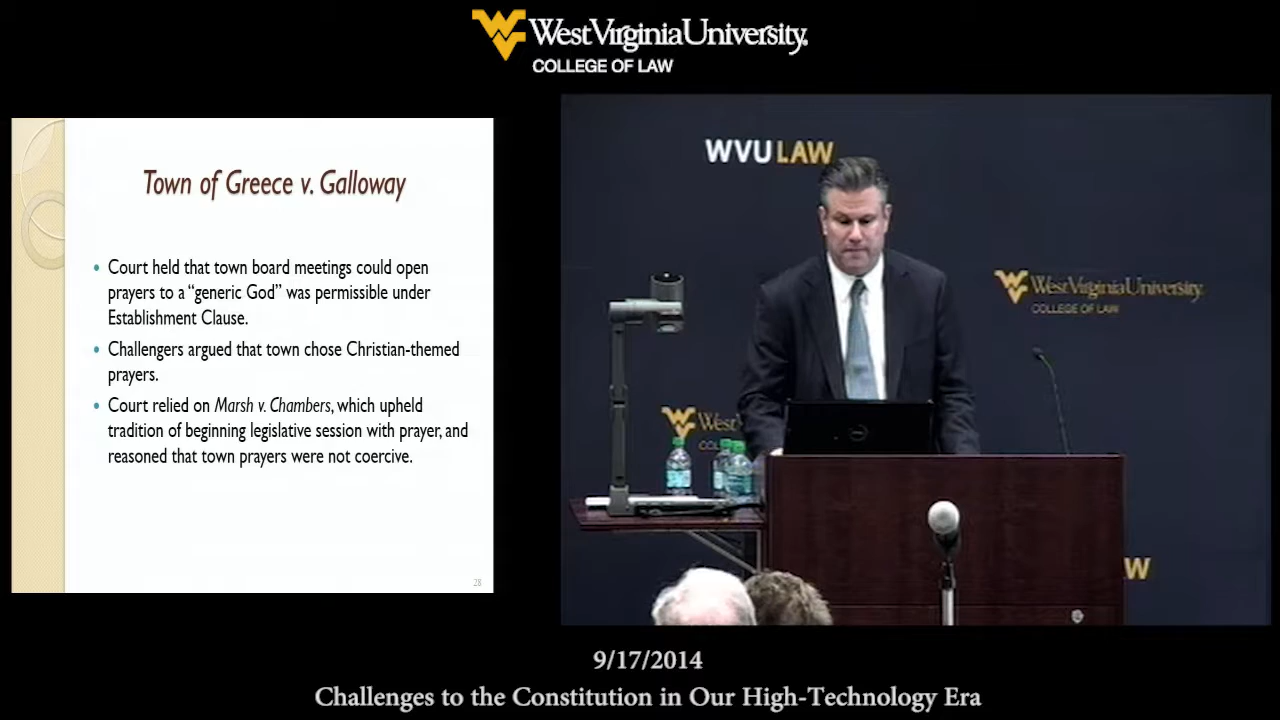 West Virginia University.
COLLEGE OF LAW
Town of Greece v. Galloway
• Court held that town board meetings could open
prayers to a “generic God” was permissible under
Establishment Clause.
• Challengers argued that town chose Christian-themed
prayers.
• Court relied on Marsh v. Chambers, which upheld
tradition of beginning legislative session with prayer, and
reasoned that town prayers were not coercive.
28
WVU LAW
West Virginia University.
COLLEGE OF LAW
West
COL
W
9/17/2014
Challenges to the Constitution in Our High-Technology Era